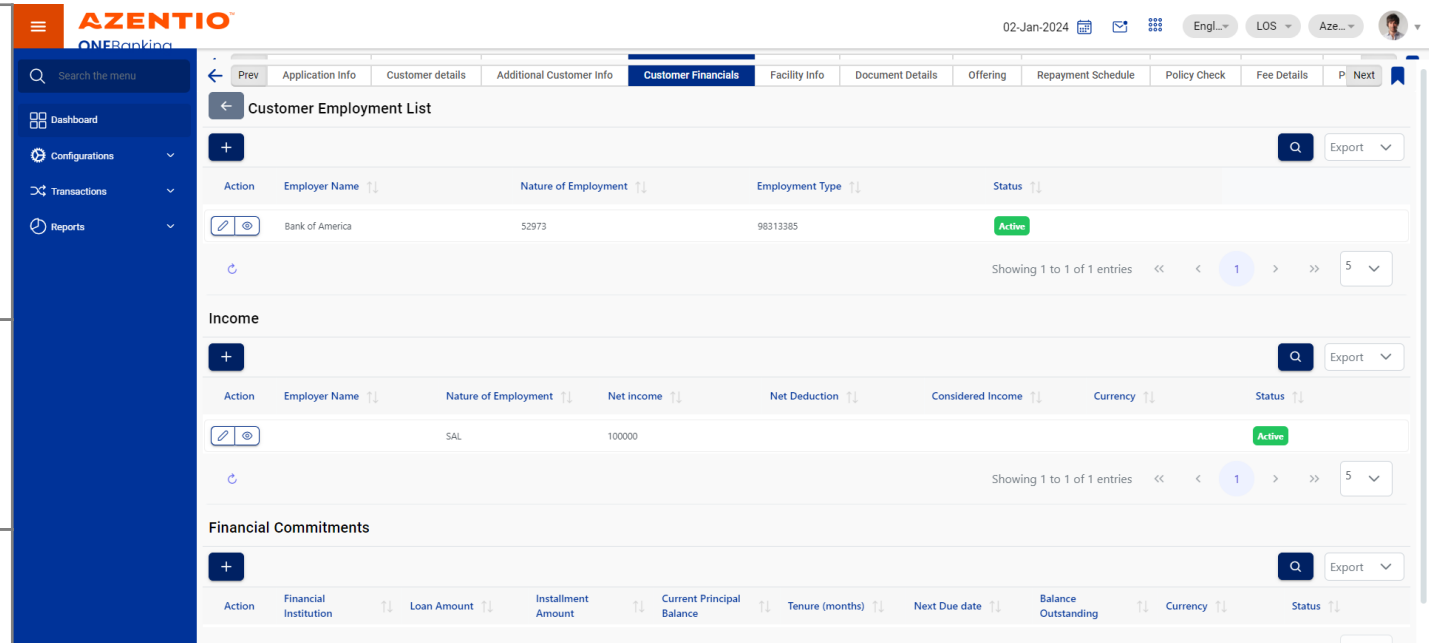 AZENTIO™
ONEBanking
02-Jan-2024
Engl...
LOS
Aze...
Search the menu
Dashboard
Configurations
Transactions
Reports
Prev Application Info Customer details Additional Customer Info Customer Financials Facility Info Document Details Offering Repayment Schedule Policy Check Fee Details P Next
Customer Employment List
Export
Action Employer Name Nature of Employment Employment Type Status
Bank of America 52973 98313385 Active
Showing 1 to 1 of 1 entries << < 1 > >> 5
Income
Export
Action Employer Name Nature of Employment Net income Net Deduction Considered Income Currency Status
SAL 100000 Active
Showing 1 to 1 of 1 entries << < 1 > >> 5
Financial Commitments
Export
Action Financial Institution Loan Amount Installment Amount Current Principal Balance Tenure (months) Next Due date Balance Outstanding Currency Status